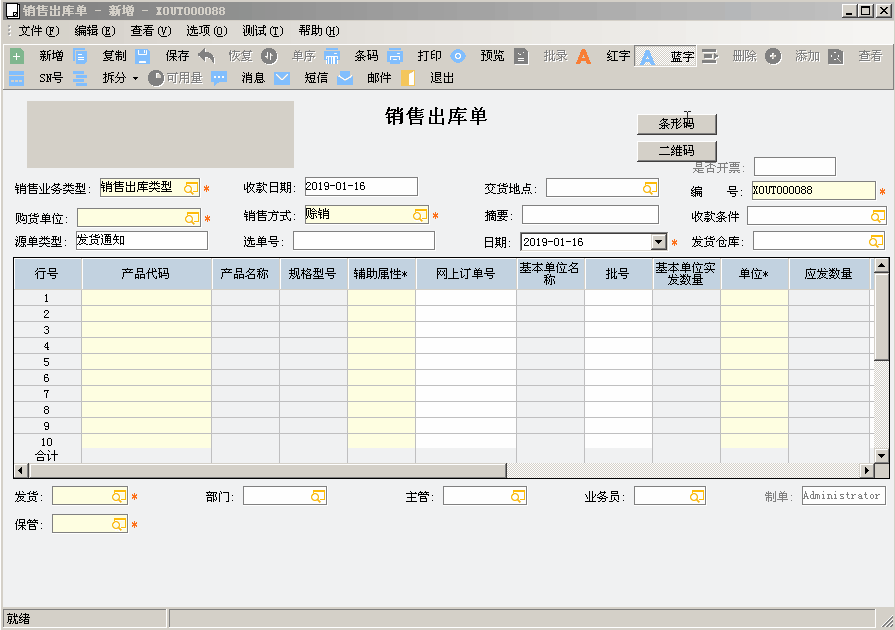 销售出库单 - 新增 - XOUT000088
文件(F) 编辑(E) 查看(V) 选项(O) 测试(T) 帮助(H)
新增 复制 保存 恢复 单序 条码 打印 预览 批录 红字 蓝字 删除 添加 查看
SN号 拆分 可用量 消息 短信 邮件 退出
销售出库单
条形码
二维码
是否开票:
销售业务类型: 销售出库类型 * 收款日期: 2019-01-16 交货地点: 编 号: XOUT000088 *
购货单位: * 销售方式: 赊销 * 摘要: 收款条件
源单类型: 发货通知 选单号: 日期: 2019-01-16 * 发货仓库:
行号 产品代码 产品名称 规格型号 辅助属性* 网上订单号 基本单位名称 批号 基本单位实发数量 单位* 应发数量
1
2
3
4
5
6
7
8
9
10
合计
发货: * 部门: 主管: 业务员: 制单: Administrator
保管: *
就绪